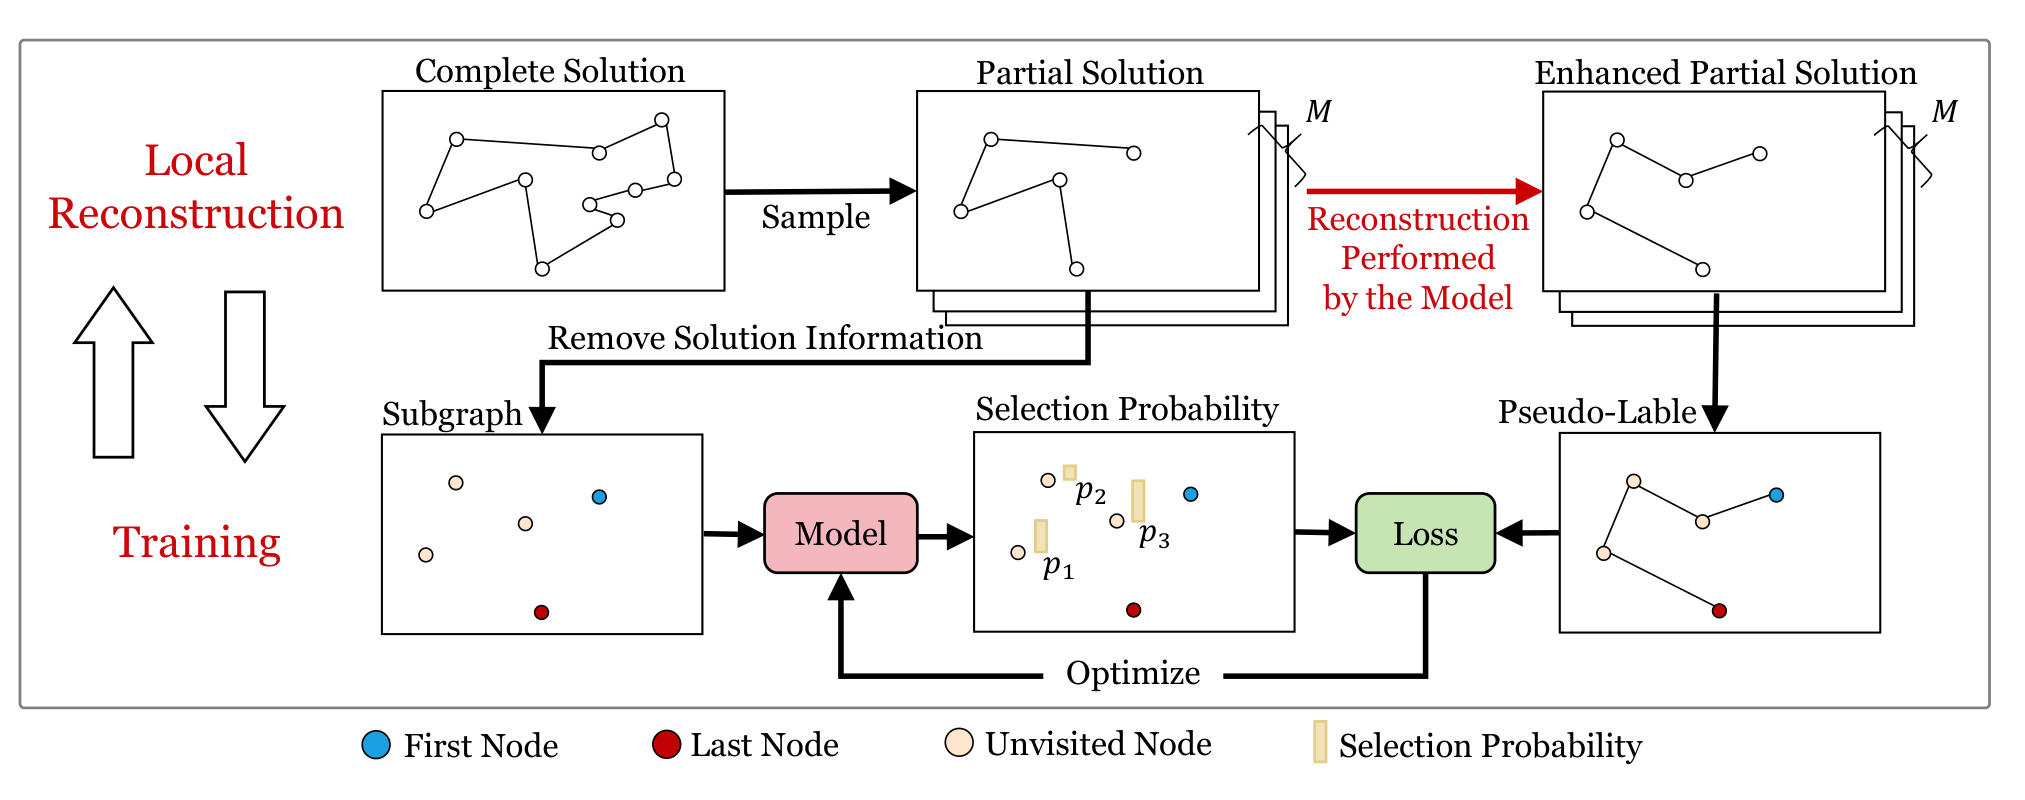 Complete Solution
Partial Solution
Enhanced Partial Solution
M
M
Local
Reconstruction
Sample
Reconstruction
Performed
by the Model
Remove Solution Information
Subgraph
Selection Probability
Pseudo-Lable
Training
Model
p2
p3
p1
Loss
Optimize
First Node
Last Node
Unvisited Node
Selection Probability